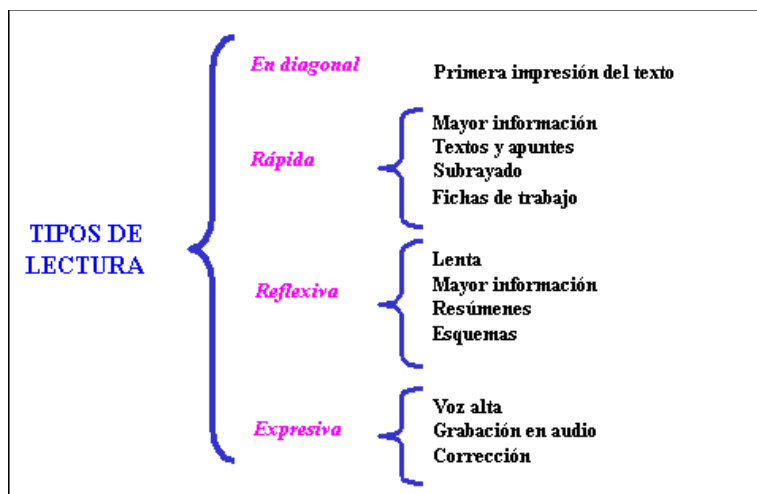 TIPOS DE
LECTURA
En diagonal
Primera impresión del texto
Rápida
Mayor información
Textos y apuntes
Subrayado
Fichas de trabajo
Reflexiva
Lenta
Mayor información
Resúmenes
Esquemas
Expresiva
Voz alta
Grabación en audio
Corrección